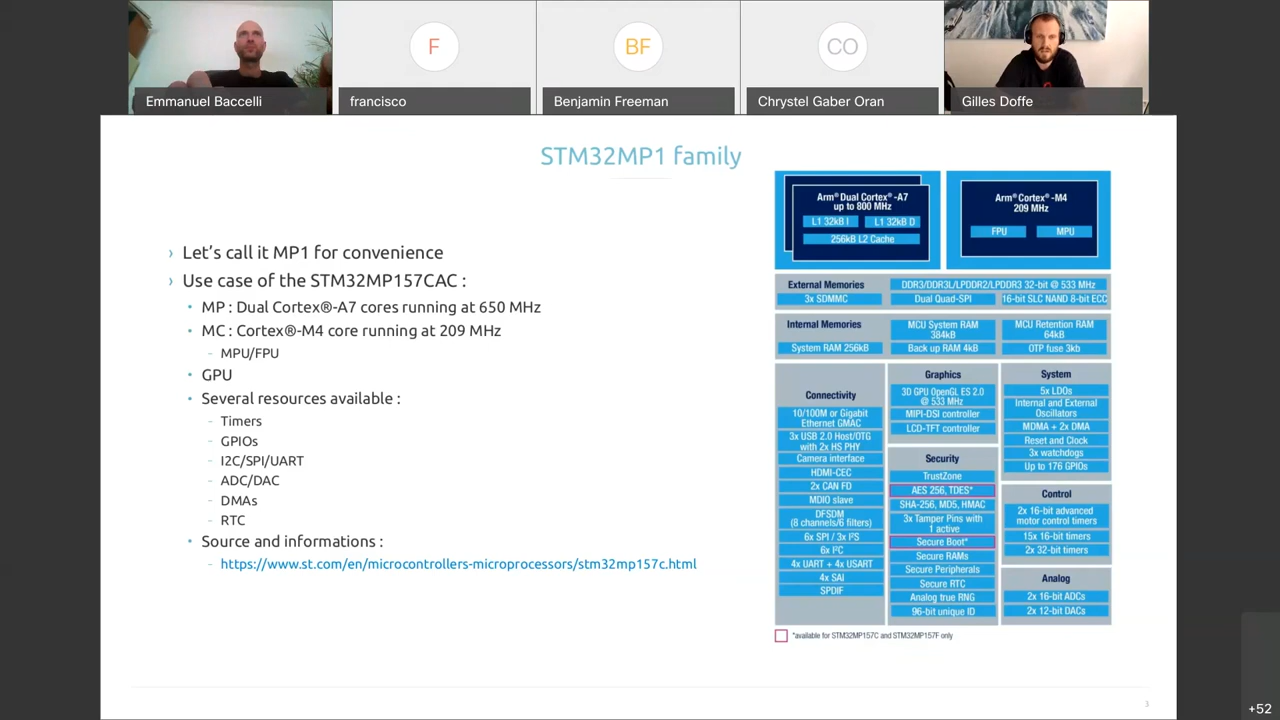 F
BF
CO
Emmanuel Baccelli
francisco
Benjamin Freeman
Chrystel Gaber Oran
Gilles Doffe
STM32MP1 family
› Let's call it MP1 for convenience
› Use case of the STM32MP157CAC :
• MP : Dual Cortex®-A7 cores running at 650 MHz
• MC : Cortex®-M4 core running at 209 MHz
- MPU/FPU
• GPU
• Several resources available :
- Timers
- GPIOs
- I2C/SPI/UART
- ADC/DAC
- DMAs
- RTC
• Source and informations :
- https://www.st.com/en/microcontrollers-microprocessors/stm32mp157c.html
Arm® Dual Cortex®-A7
up to 800 MHz
L1 32kB I
L1 32kB D
256kB L2 Cache
Arm® Cortex®-M4
209 MHz
FPU
MPU
External Memories
DDR3/DDR3L/LPDDR2/LPDDR3 32-bit @ 533 MHz
3x SDMMC
Dual Quad-SPI
16-bit SLC NAND 8-bit ECC
Internal Memories
MCU System RAM
384kB
MCU Retention RAM
64kB
System RAM 256kB
Back up RAM 4kB
OTP fuse 3kb
Connectivity
10/100M or Gigabit
Ethernet GMAC
3x USB 2.0 Host/OTG
with 2x HS PHY
Camera interface
HDMI-CEC
2x CAN FD
MDIO slave
DFSDM
(8 channels/6 filters)
6x SPI / 3x I²S
6x I²C
4x UART + 4x USART
4x SAI
SPDIF
Graphics
3D GPU OpenGL ES 2.0
@ 533 MHz
MIPI-DSI controller
LCD-TFT controller
Security
TrustZone
AES 256, TDES*
SHA-256, MD5, HMAC
3x Tamper Pins with
1 active
Secure Boot*
Secure RAMs
Secure Peripherals
Secure RTC
Analog true RNG
96-bit unique ID
System
5x LDOs
Internal and External
Oscillators
MDMA + 2x DMA
Reset and Clock
3x watchdogs
Up to 176 GPIOs
Control
2x 16-bit advanced
motor control timers
15x 16-bit timers
2x 32-bit timers
Analog
2x 16-bit ADCs
2x 12-bit DACs
*available for STM32MP157C and STM32MP157F only
3
+52